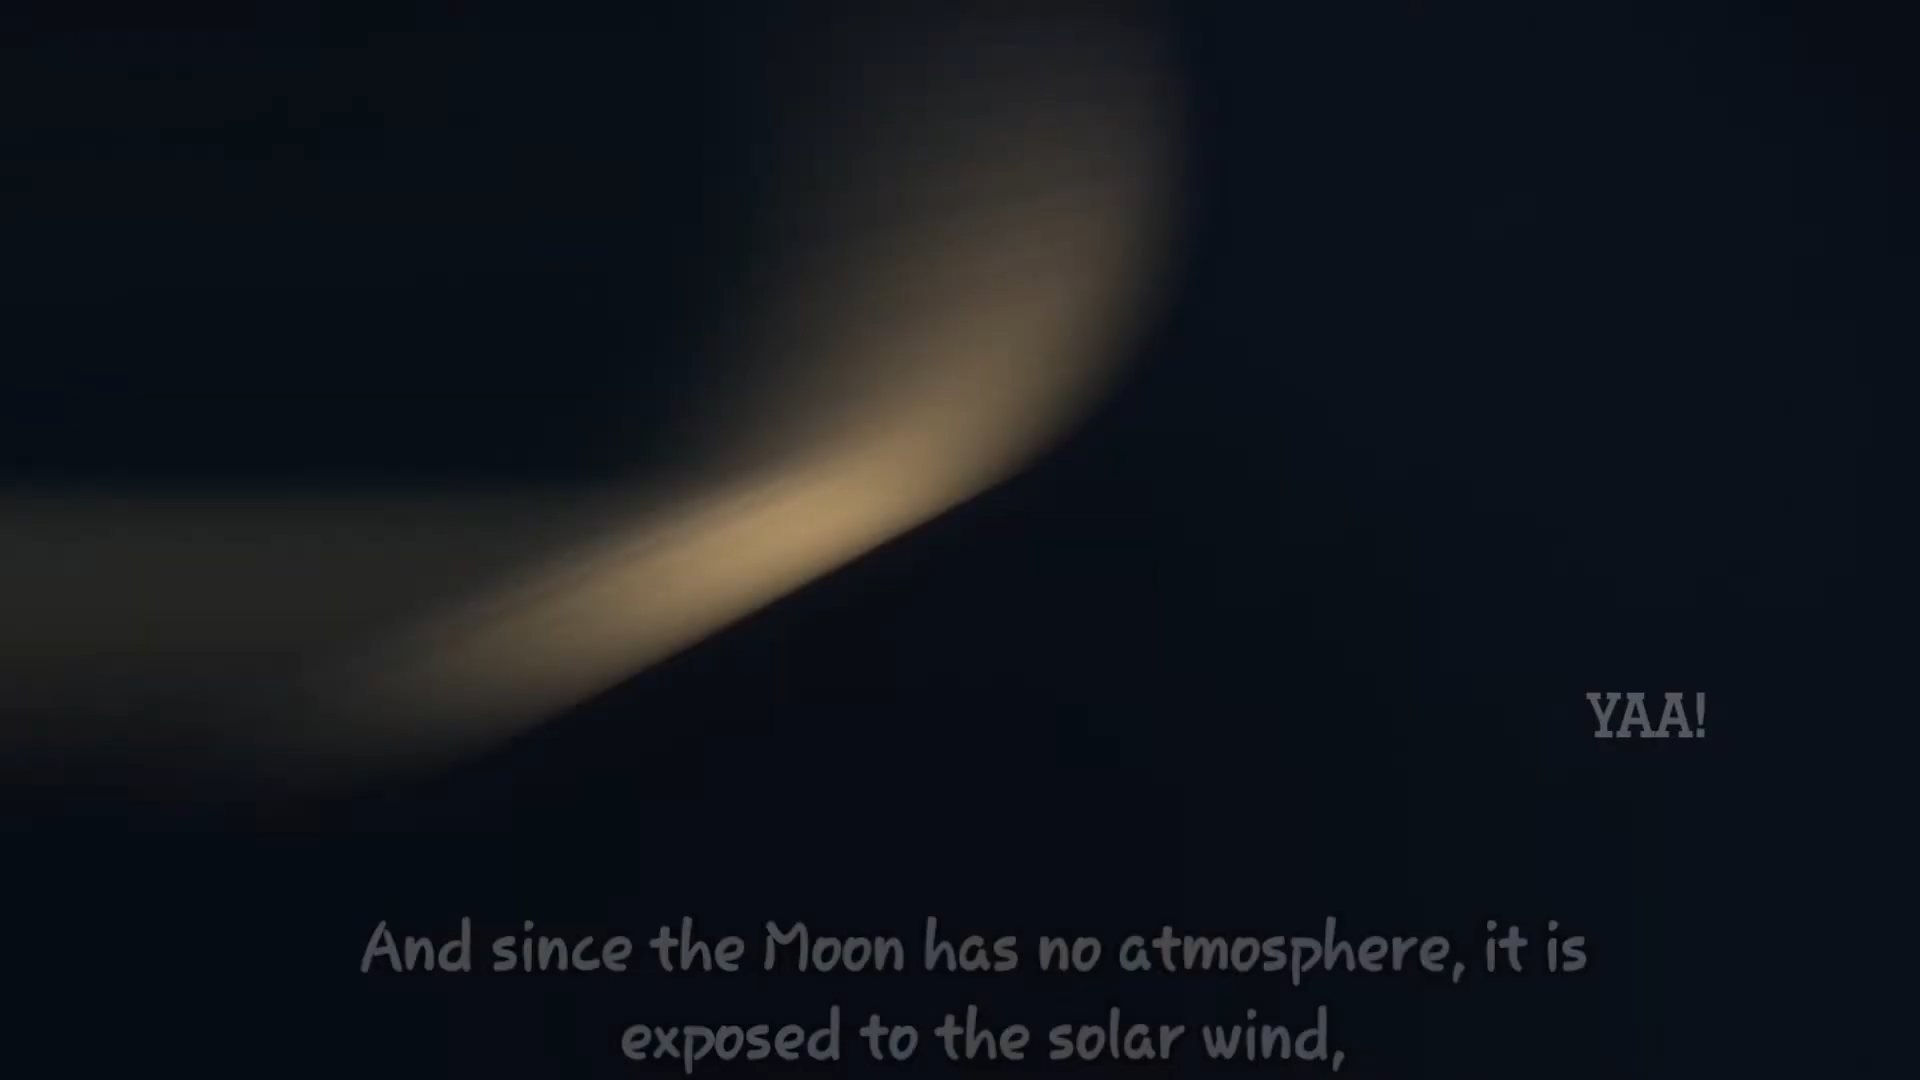 YAA!
And since the Moon has no atmosphere, it is
exposed to the solar wind,